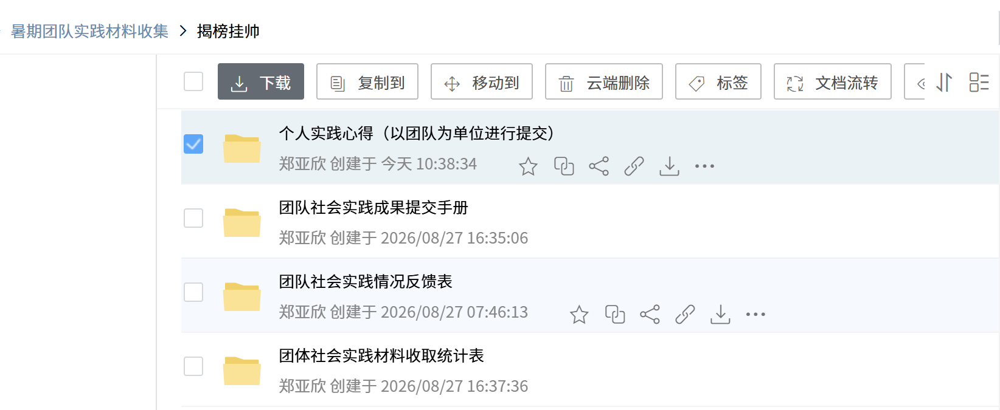 暑期团队实践材料收集 > 揭榜挂帅
下载 复制到 移动到 云端删除 标签 文档流转
个人实践心得（以团队为单位进行提交）
郑亚欣 创建于 今天 10:38:34
团队社会实践成果提交手册
郑亚欣 创建于 2026/08/27 16:35:06
团队社会实践情况反馈表
郑亚欣 创建于 2026/08/27 07:46:13
团体社会实践材料收取统计表
郑亚欣 创建于 2026/08/27 16:37:36